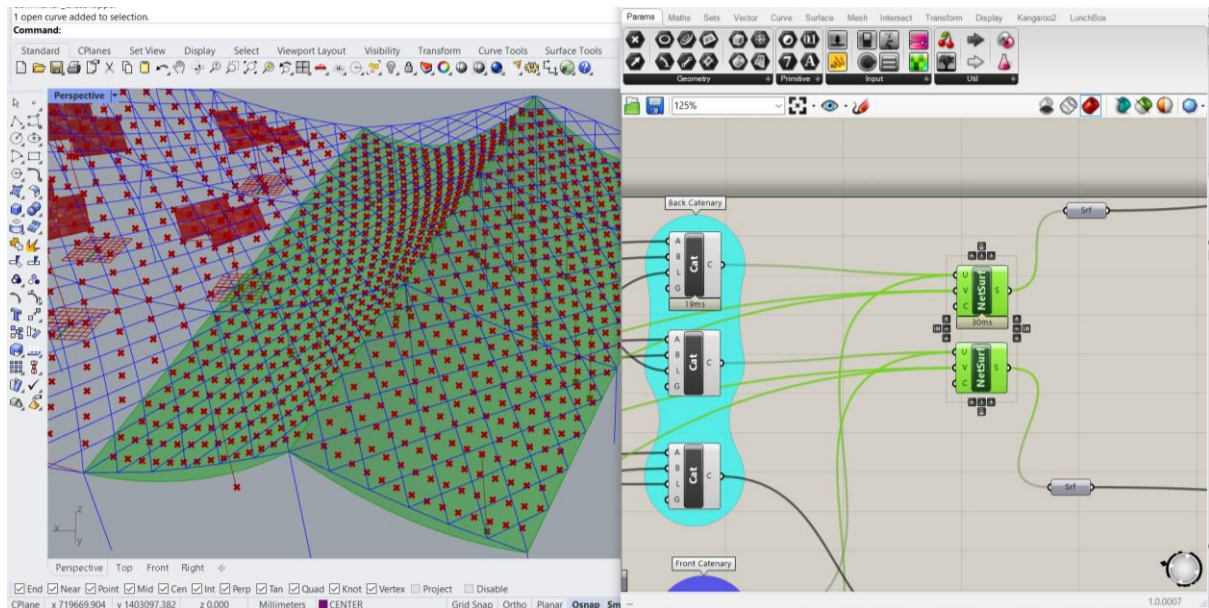 1 open curve added to selection.
Command:
Standard CPlanes Set View Display Select Viewport Layout Visibility Transform Curve Tools Surface Tools
Perspective
z
x
y
Perspective Top Front Right
End Near Point Mid Cen Int Perp Tan Quad Knot Vertex Project Disable
CPlane x 719669.904 y 1403097.382 z 0.000 Millimeters CENTER Grid Snap Ortho Planar Osnap Sm
Params Maths Sets Vector Curve Surface Mesh Intersect Transform Display Kangaroo2 LunchBox
Geometry Primitive Input Util
125%
Back Catenary
A
B
L
G
Cat
C
19ms
A
B
L
G
Cat
C
A
B
L
G
Cat
C
Front Catenary
U
V
C
NetSurf
S
30ms
U
V
C
NetSurf
S
Srf
Srf
1.0.0007